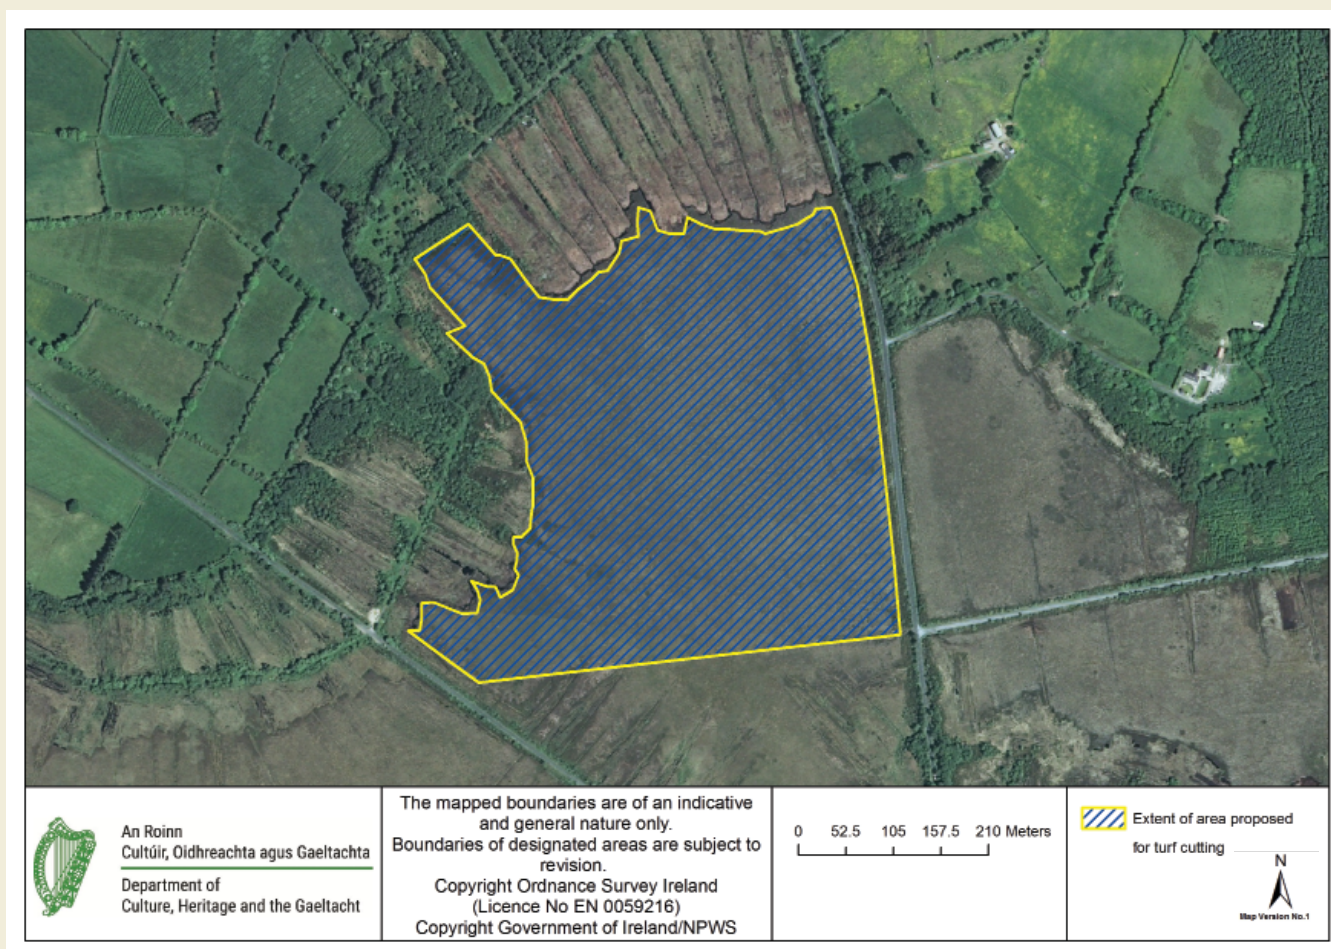 An Roinn
Cultúir, Oidhreachta agus Gaeltachta
Department of
Culture, Heritage and the Gaeltacht
The mapped boundaries are of an indicative
and general nature only.
Boundaries of designated areas are subject to
revision.
Copyright Ordnance Survey Ireland
(Licence No EN 0059216)
Copyright Government of Ireland/NPWS
0 52.5 105 157.5 210 Meters
Extent of area proposed
for turf cutting
N
Map Version No.1